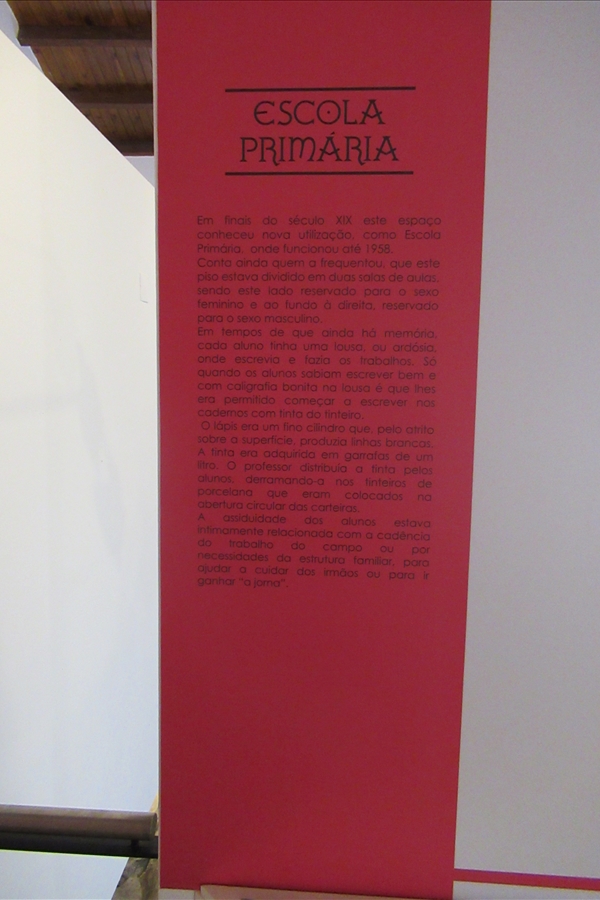 ESCOLA
PRIMÁRIA
Em finais do século XIX este espaço
conheceu nova utilização, como Escola
Primária, onde funcionou até 1958.
Conta ainda quem a frequentou, que este
piso estava dividido em duas salas de aulas,
sendo este lado reservado para o sexo
feminino e ao fundo à direita, reservado
para o sexo masculino.
Em tempos de que ainda há memória,
cada aluno tinha uma lousa, ou ardósia,
onde escrevia e fazia os trabalhos. Só
quando os alunos sabiam escrever bem e
com caligrafia bonita na lousa é que lhes
era permitido começar a escrever nos
cadernos com tinta do tinteiro.
O lápis era um fino cilindro que, pelo atrito
sobre a superfície, produzia linhas brancas.
A tinta era adquirida em garrafas de um
litro. O professor distribuía a tinta pelos
alunos, derramando-a nos tinteiros de
porcelana que eram colocados na
abertura circular das carteiras.
A assiduidade dos alunos estava
intimamente relacionada com a cadência
do trabalho do campo ou por
necessidades da estrutura familiar, para
ajudar a cuidar dos irmãos ou para ir
ganhar "a jorna".